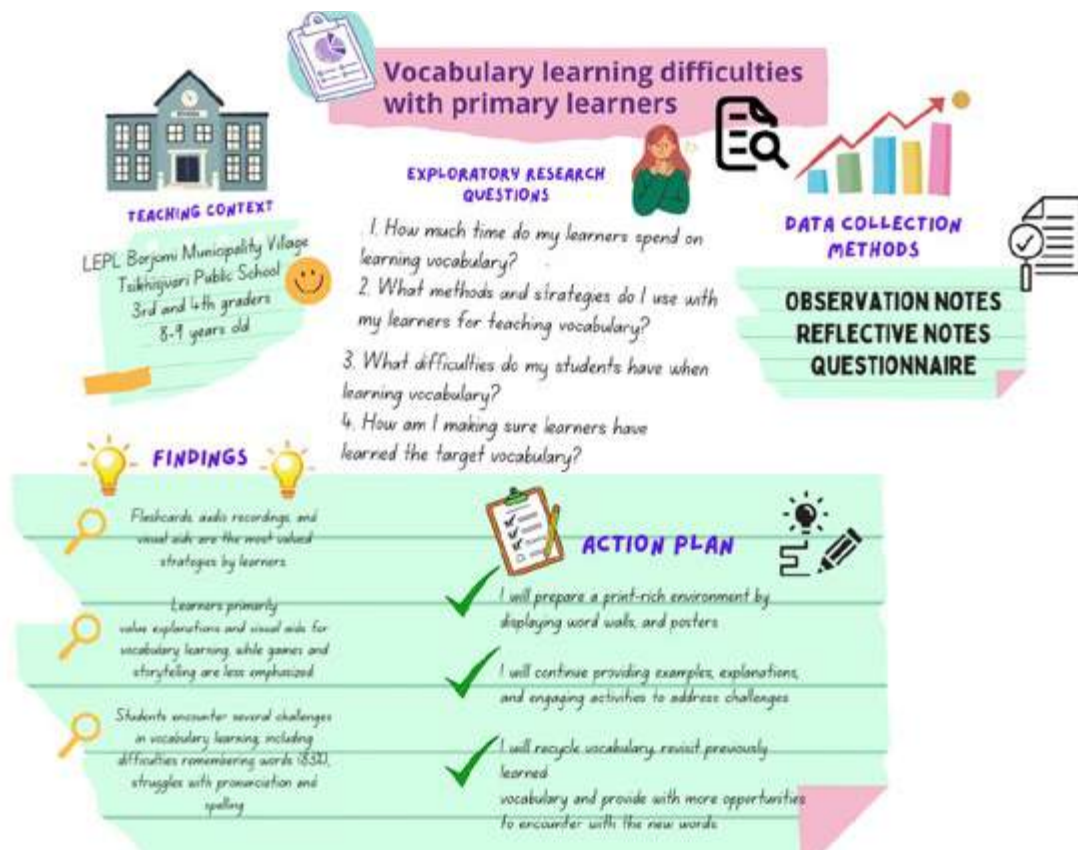 Vocabulary learning difficulties
with primary learners
TEACHING CONTEXT
LEPL Borjomi Municipality Village
Tsikhisjvari Public School
3rd and 4th graders
8-9 years old
EXPLORATORY RESEARCH
QUESTIONS
1. How much time do my learners spend on
learning vocabulary?
2. What methods and strategies do I use with
my learners for teaching vocabulary?
3. What difficulties do my students have when
learning vocabulary?
4. How am I making sure learners have
learned the target vocabulary?
DATA COLLECTION
METHODS
OBSERVATION NOTES
REFLECTIVE NOTES
QUESTIONNAIRE
FINDINGS
Flashcards, audio recordings, and
visual aids are the most valued
strategies by learners
Learners primarily
value explanations and visual aids for
vocabulary learning, while games and
storytelling are less emphasized
Students encounter several challenges
in vocabulary learning, including
difficulties remembering words (83%),
struggles with pronunciation and
spelling
ACTION PLAN
I will prepare a print-rich environment by
displaying word walls, and posters
I will continue providing examples, explanations,
and engaging activities to address challenges
I will recycle vocabulary, revisit previously
learned
vocabulary and provide with more opportunities
to encounter with the new words